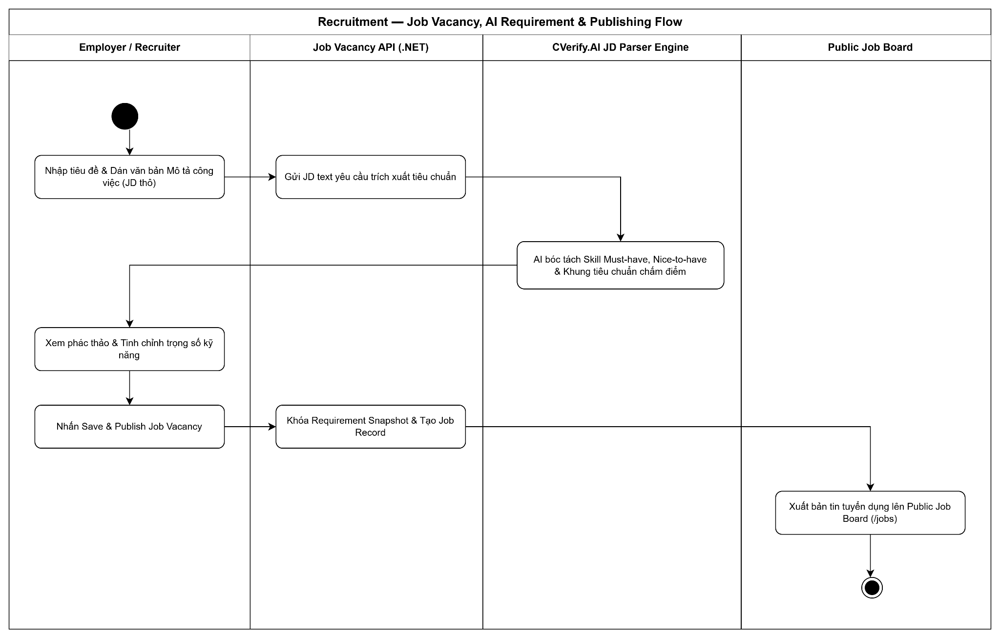 Recruitment — Job Vacancy, AI Requirement & Publishing Flow
Employer / Recruiter
Job Vacancy API (.NET)
CVerify.AI JD Parser Engine
Public Job Board
Nhập tiêu đề & Dán văn bản Mô tả công
việc (JD thô)
Gửi JD text yêu cầu trích xuất tiêu chuẩn
AI bóc tách Skill Must-have, Nice-to-have
& Khung tiêu chuẩn chấm điểm
Xem phác thảo & Tinh chỉnh trọng số kỹ
năng
Nhấn Save & Publish Job Vacancy
Khóa Requirement Snapshot & Tạo Job
Record
Xuất bản tin tuyển dụng lên Public Job
Board (/jobs)